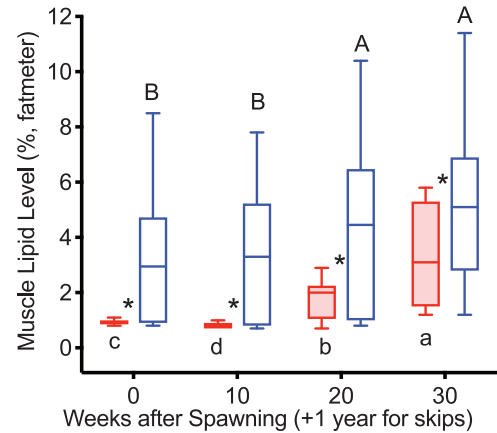 Muscle Lipid Level (%, fatmeter)
12
10
8
6
4
2
0
B
B
A
A
*
*
*
*
c
d
b
a
0
10
20
30
Weeks after Spawning (+1 year for skips)